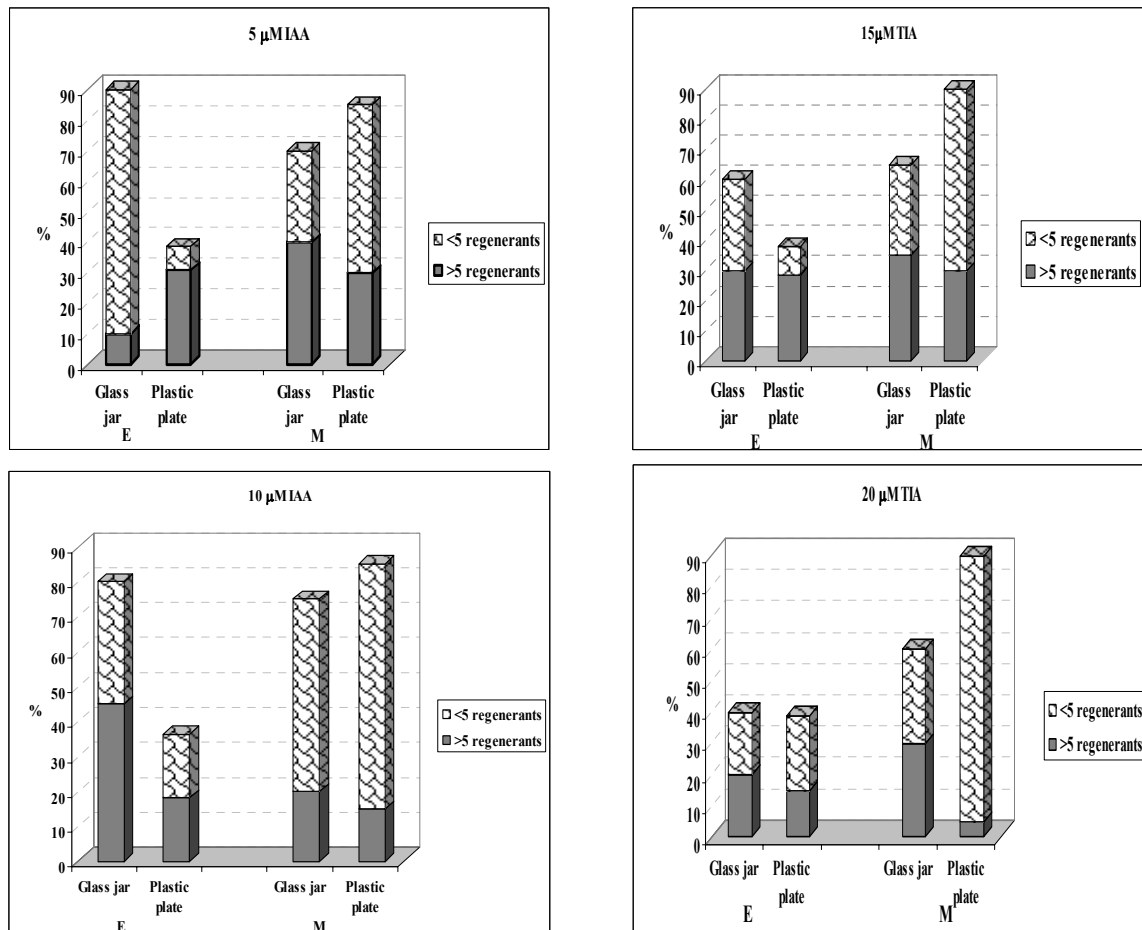 5 μM IAA
90
80
70
60
50
40
30
20
10
0
%
Glass jar
Plastic plate
Glass jar
Plastic plate
E
M
<5 regenerants
>5 regenerants
15μM TIA
90
80
70
60
50
40
30
20
10
0
%
Glass jar
Plastic plate
Glass jar
Plastic plate
E
M
<5 regenerants
>5 regenerants
10 μM IAA
90
80
70
60
50
40
30
20
10
0
%
Glass jar
Plastic plate
Glass jar
Plastic plate
E
M
<5 regenerants
>5 regenerants
20 μM TIA
90
80
70
60
50
40
30
20
10
0
%
Glass jar
Plastic plate
Glass jar
Plastic plate
E
M
<5 regenerants
>5 regenerants